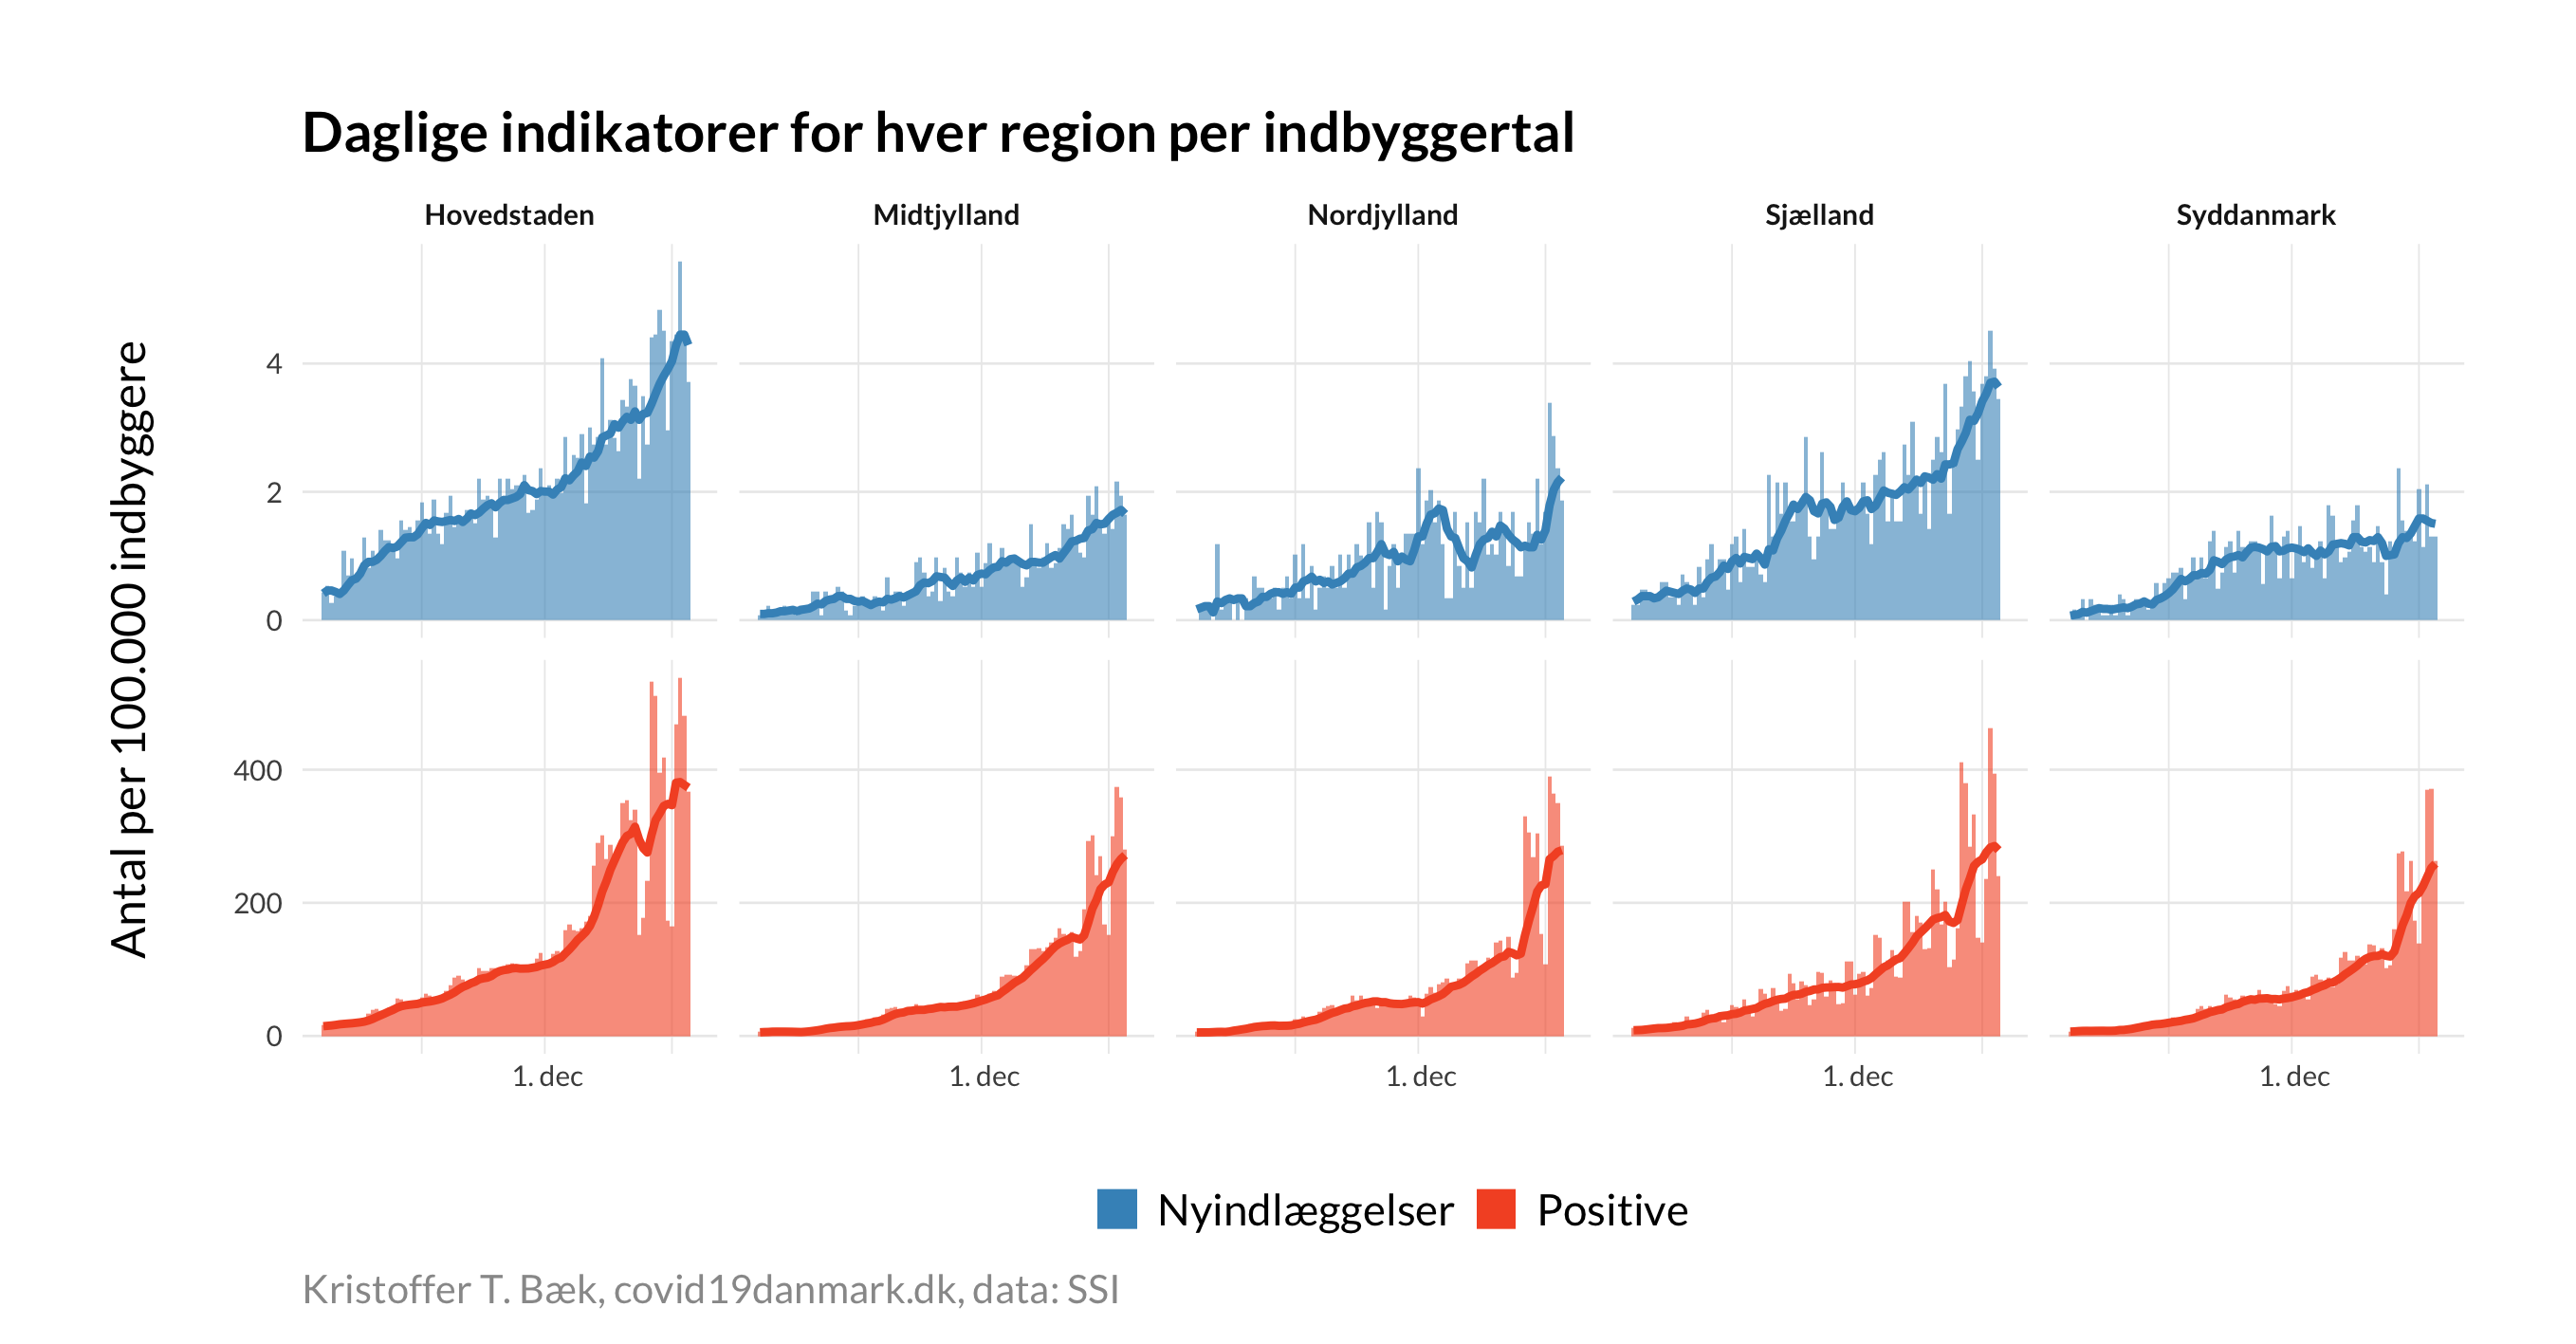 Daglige indikatorer for hver region per indbyggertal
Hovedstaden Midtjylland Nordjylland Sjælland Syddanmark
Antal per 100.000 indbyggere
4
2
0
400
200
0
1. dec 1. dec 1. dec 1. dec 1. dec
Nyindlæggelser Positive
Kristoffer T. Bæk, covid19danmark.dk, data: SSI